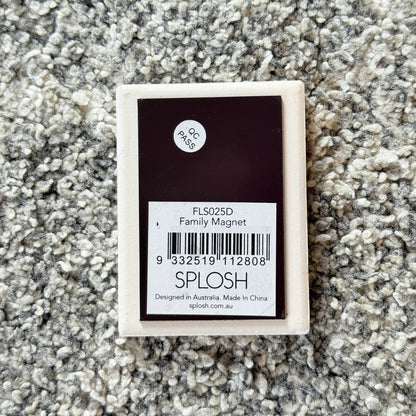 QC
PASS
FLS025D
Family Magnet
9 332519 112808
SPLOSH
Designed in Australia, Made In China
splosh.com.au